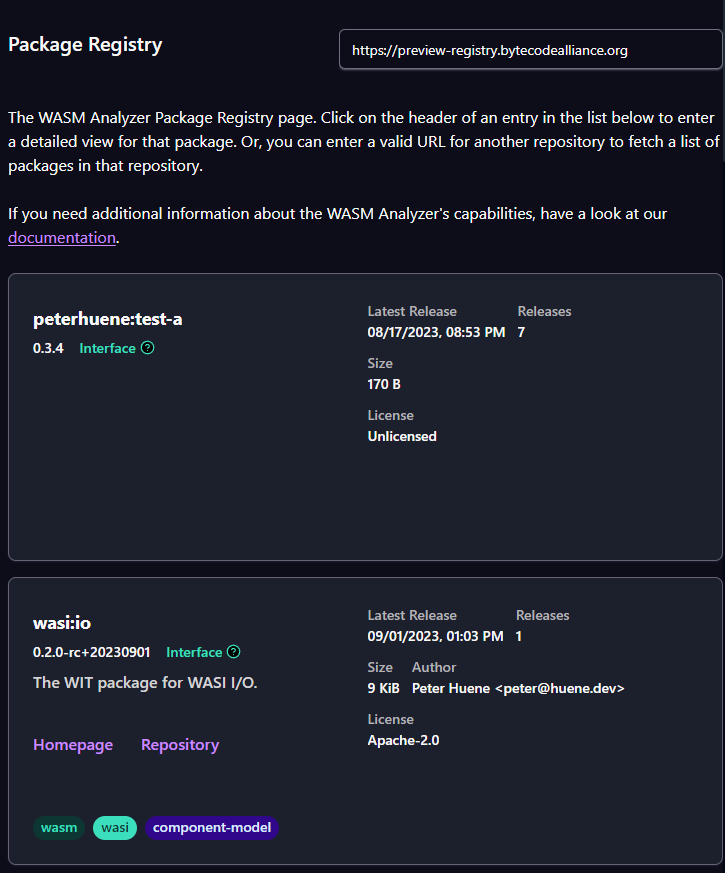 Package Registry
https://preview-registry.bytecodealliance.org
The WASM Analyzer Package Registry page. Click on the header of an entry in the list below to enter
a detailed view for that package. Or, you can enter a valid URL for another repository to fetch a list of
packages in that repository.
If you need additional information about the WASM Analyzer's capabilities, have a look at our
documentation.
peterhuene:test-a
0.3.4 Interface ?
Latest Release Releases
08/17/2023, 08:53 PM 7
Size
170 B
License
Unlicensed
wasi:io
0.2.0-rc+20230901 Interface ?
The WIT package for WASI I/O.
Homepage Repository
wasm wasi component-model
Latest Release Releases
09/01/2023, 01:03 PM 1
Size Author
9 KiB Peter Huene <peter@huene.dev>
License
Apache-2.0